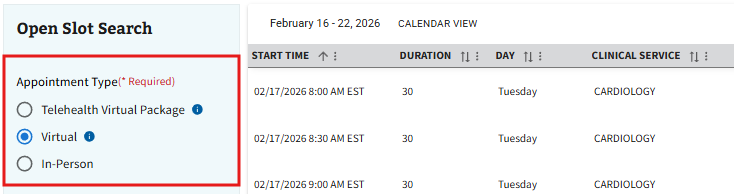 Open Slot Search
Appointment Type(* Required)
Telehealth Virtual Package
Virtual
In-Person
February 16 - 22, 2026 CALENDAR VIEW
START TIME DURATION DAY CLINICAL SERVICE
02/17/2026 8:00 AM EST 30 Tuesday CARDIOLOGY
02/17/2026 8:30 AM EST 30 Tuesday CARDIOLOGY
02/17/2026 9:00 AM EST 30 Tuesday CARDIOLOGY